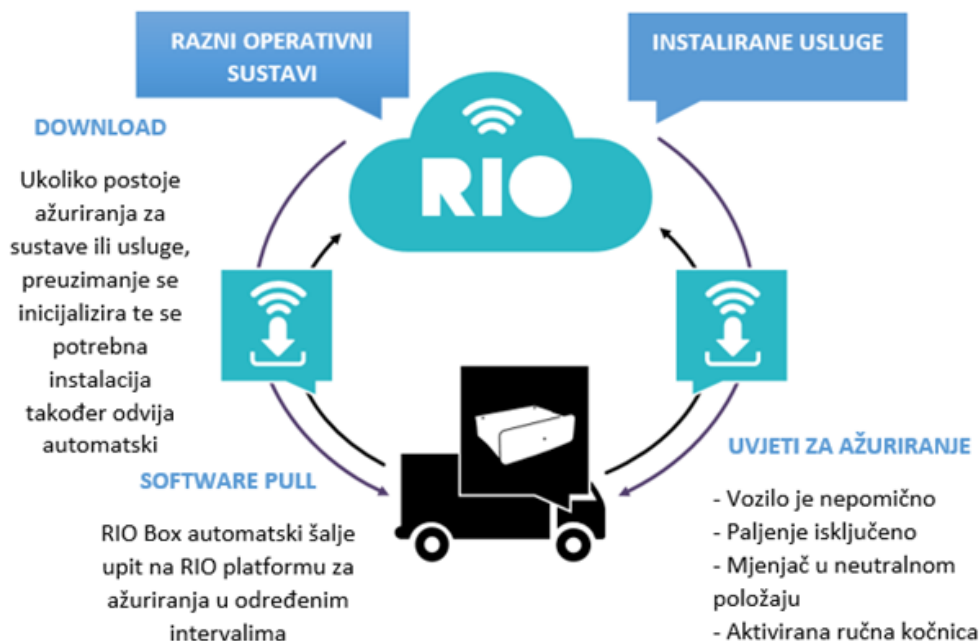 RAZNI OPERATIVNI
SUSTAVI
INSTALIRANE USLUGE
RIO
DOWNLOAD
Ukoliko postoje
ažuriranja za
sustave ili usluge,
preuzimanje se
inicijalizira te se
potrebna
instalacija
također odvija
automatski
SOFTWARE PULL
RIO Box automatski šalje
upit na RIO platformu za
ažuriranja u određenim
intervalima
UVJETI ZA AŽURIRANJE
- Vozilo je nepomično
- Paljenje isključeno
- Mjenjač u neutralnom
položaju
- Aktivirana ručna kočnica